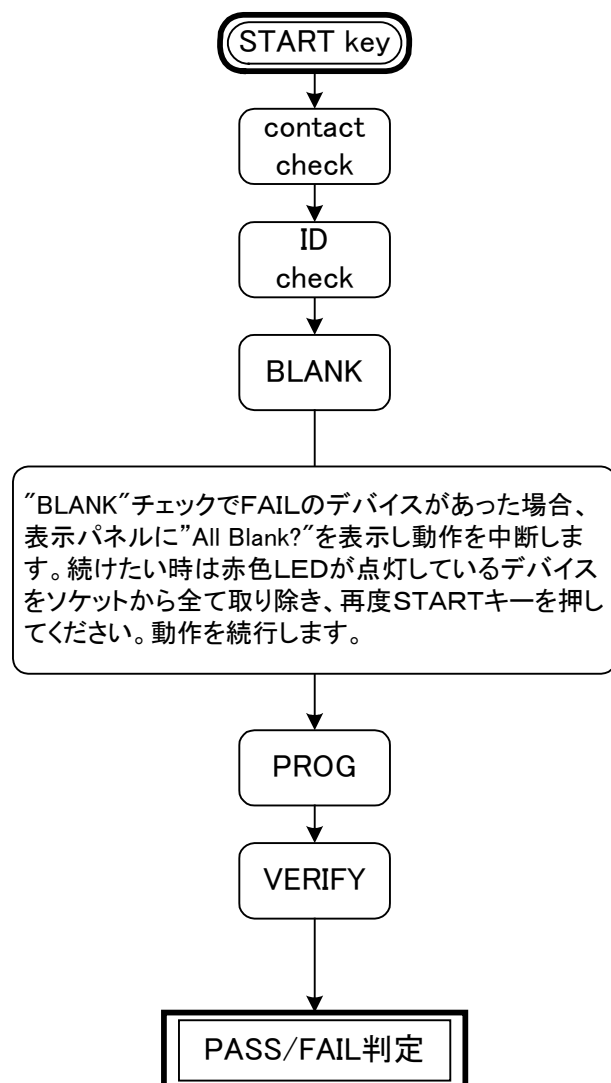 START key
contact
check
ID
check
BLANK
"BLANK"チェックでFAILのデバイスがあった場合、
表示パネルに"All Blank?"を表示し動作を中断しま
す。続けたい時は赤色LEDが点灯しているデバイス
をソケットから全て取り除き、再度STARTキーを押し
てください。動作を続行します。
PROG
VERIFY
PASS/FAIL判定